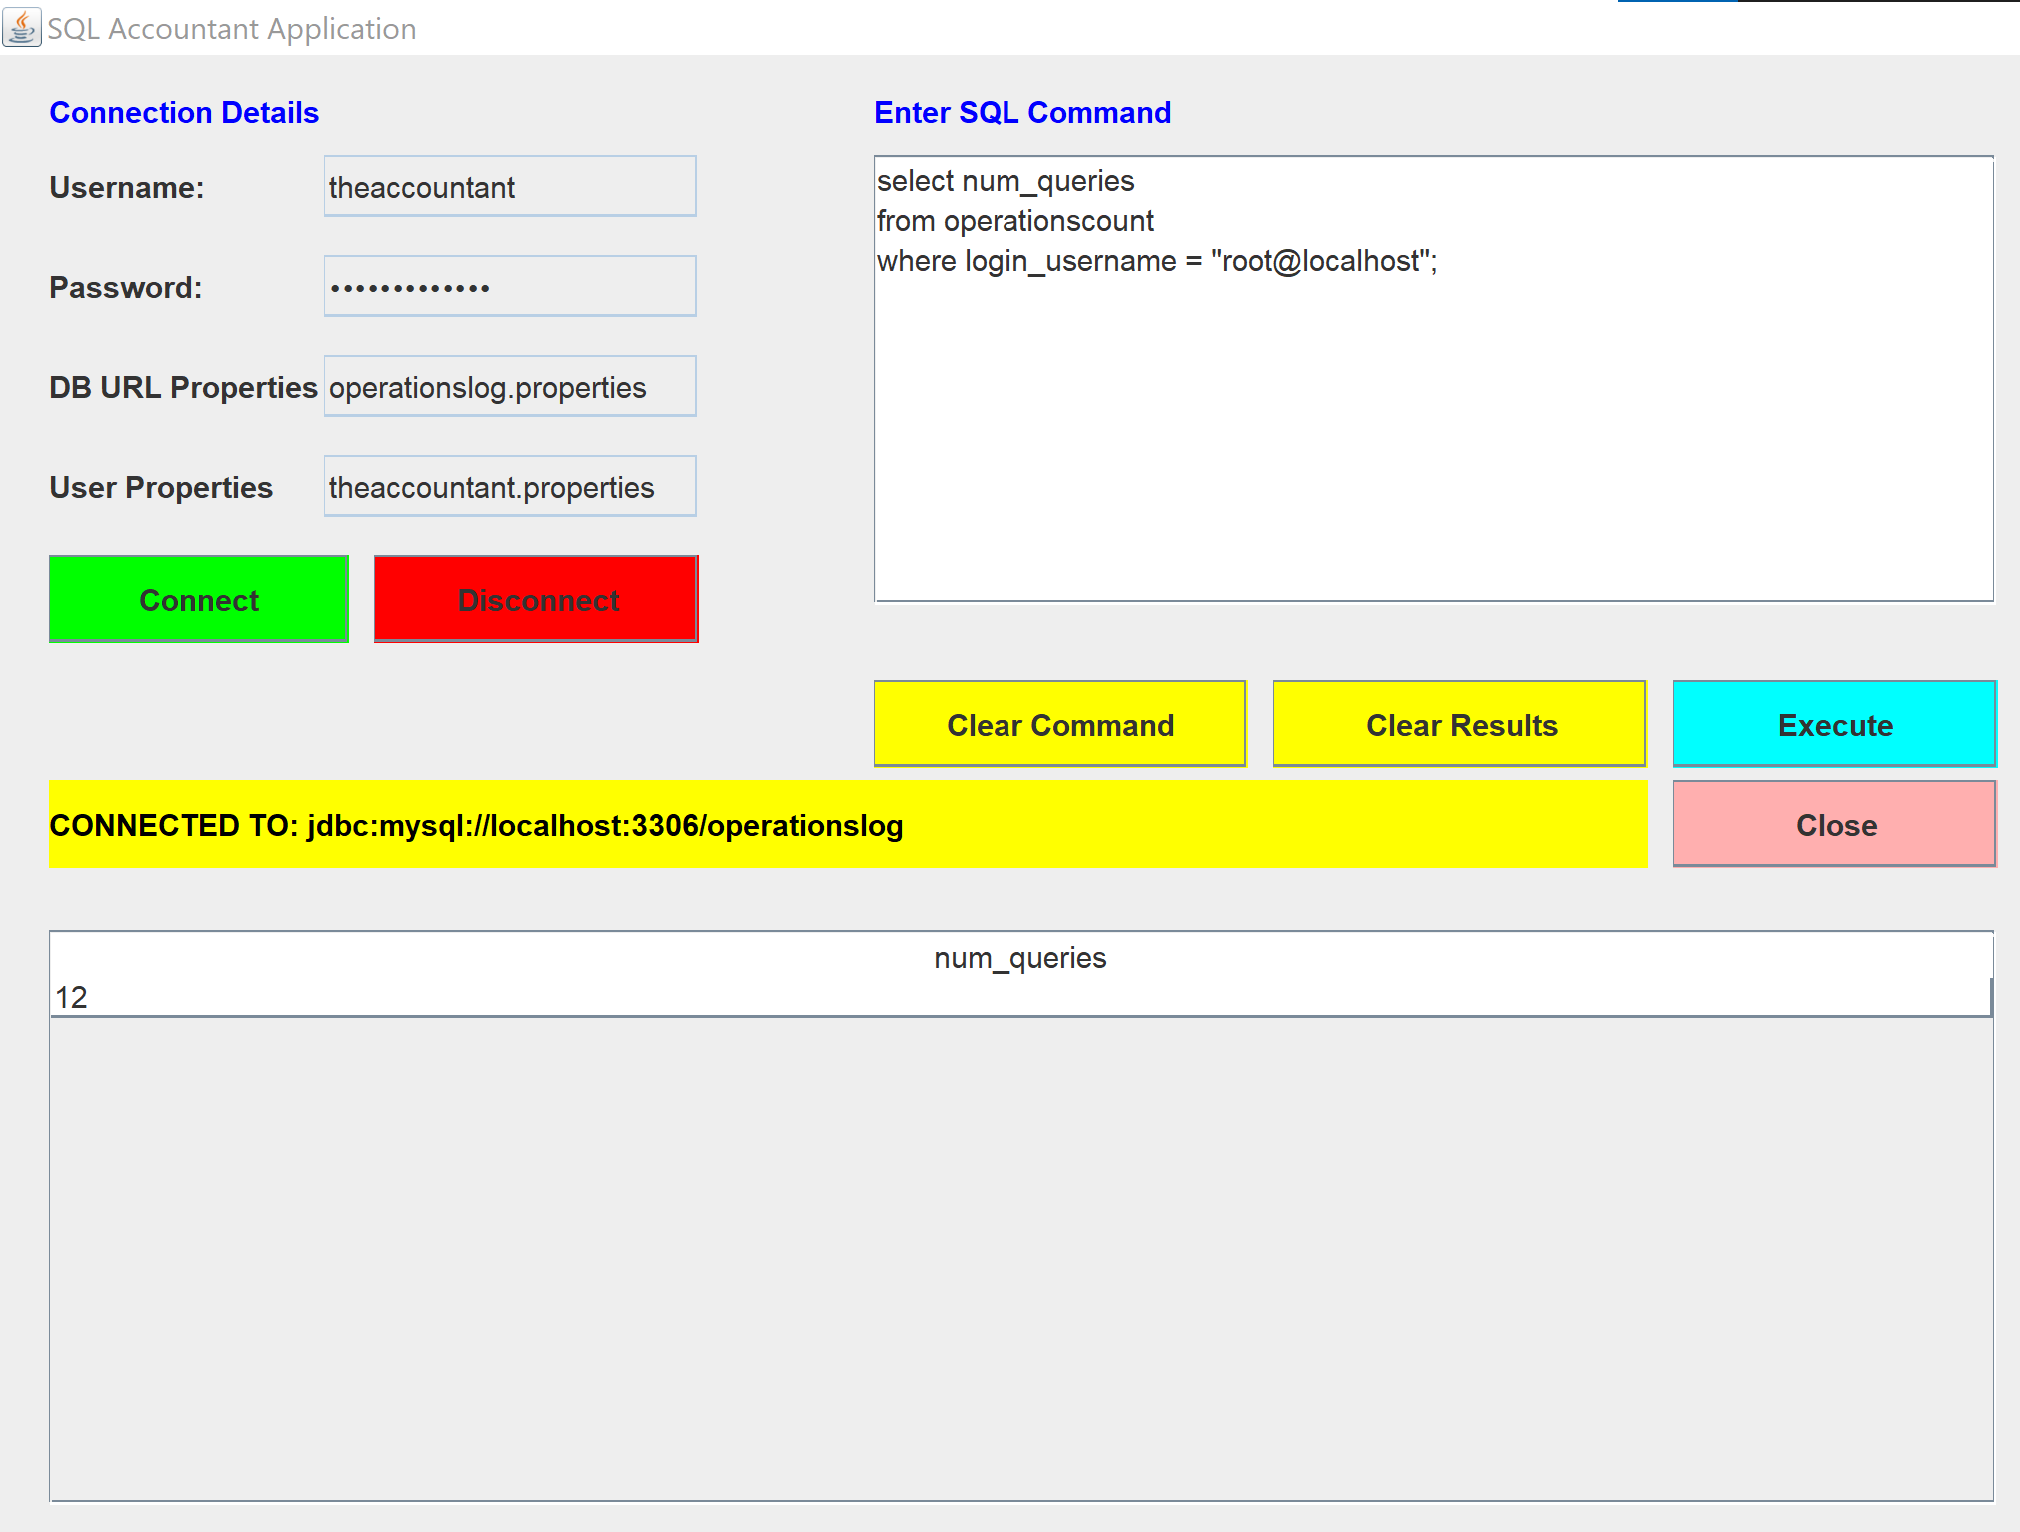 SQL Accountant Application
Connection Details
Username: theaccountant
Password: •••••••••••••
DB URL Properties operationslog.properties
User Properties theaccountant.properties
Connect Disconnect
Enter SQL Command
select num_queries
from operationscount
where login_username = "root@localhost";
Clear Command Clear Results Execute
CONNECTED TO: jdbc:mysql://localhost:3306/operationslog Close
num_queries
12